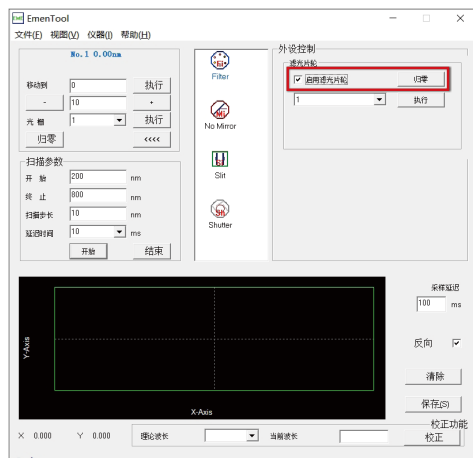 EmenTool
文件(F) 视图(V) 仪器(I) 帮助(H)
No.1 0.00nm
移动到 0 执行
- 10 +
光 栅 1 执行
归零 <<<<
扫描参数
开 始 200 nm
终 止 800 nm
扫描步长 10 nm
延迟时间 10 ms
开始 结束
Filter
No Mirror
Slit
Shutter
外设控制
滤光片轮
启用滤光片轮 归零
1 执行
Y-Axis
X-Axis
采样延迟
100 ms
反向
清除
保存(S)
校正功能
X 0.000 Y 0.000 理论波长 当前波长 校正